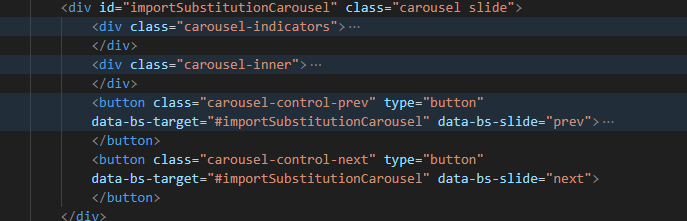 <div id="importSubstitutionCarousel" class="carousel slide">
<div class="carousel-indicators">…
</div>
<div class="carousel-inner">…
</div>
<button class="carousel-control-prev" type="button"
data-bs-target="#importSubstitutionCarousel" data-bs-slide="prev">…
</button>
<button class="carousel-control-next" type="button"
data-bs-target="#importSubstitutionCarousel" data-bs-slide="next">
</button>
</div>